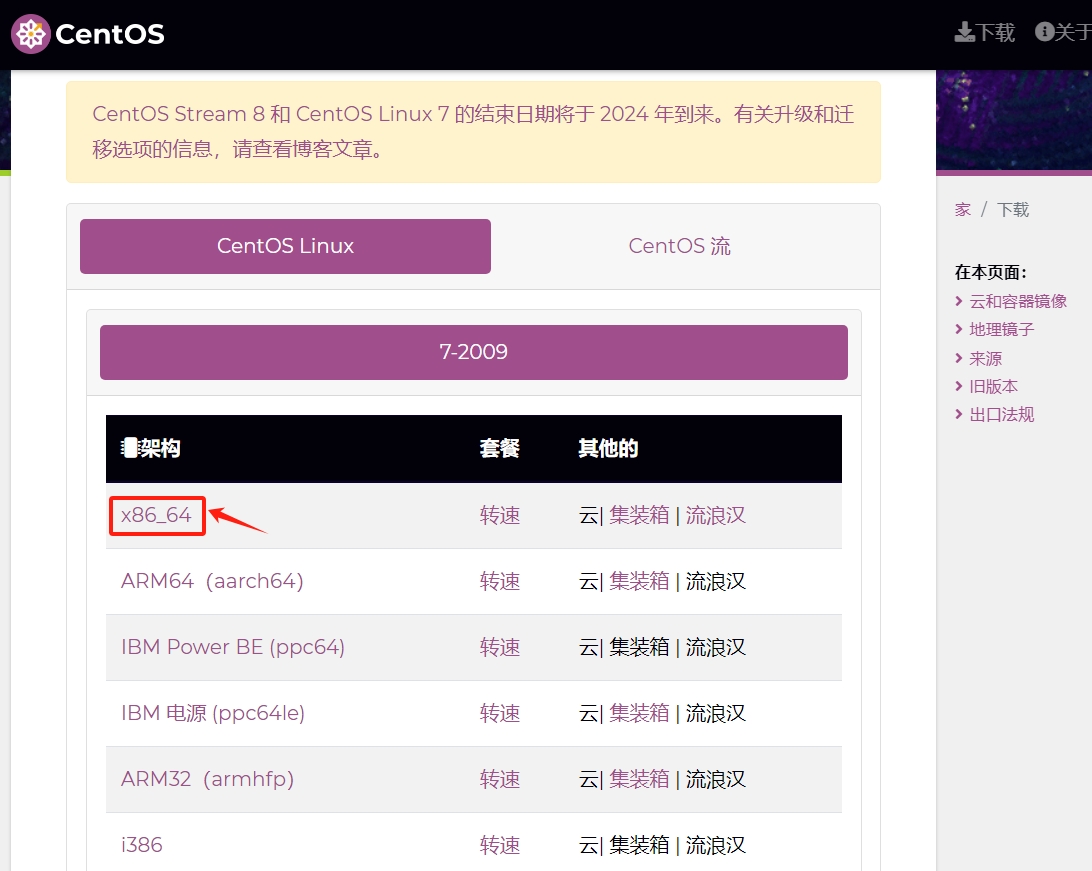 CentOS
下载
关于
CentOS Stream 8 和 CentOS Linux 7 的结束日期将于 2024 年到来。有关升级和迁
移选项的信息，请查看博客文章。
CentOS Linux
CentOS 流
7-2009
架构 套餐 其他的
x86_64 转速 云| 集装箱 | 流浪汉
ARM64（aarch64） 转速 云| 集装箱 | 流浪汉
IBM Power BE (ppc64) 转速 云| 集装箱 | 流浪汉
IBM 电源 (ppc64le) 转速 云| 集装箱 | 流浪汉
ARM32（armhfp） 转速 云| 集装箱 | 流浪汉
i386 转速 云| 集装箱 | 流浪汉
家 / 下载
在本页面：
云和容器镜像
地理镜子
来源
旧版本
出口法规